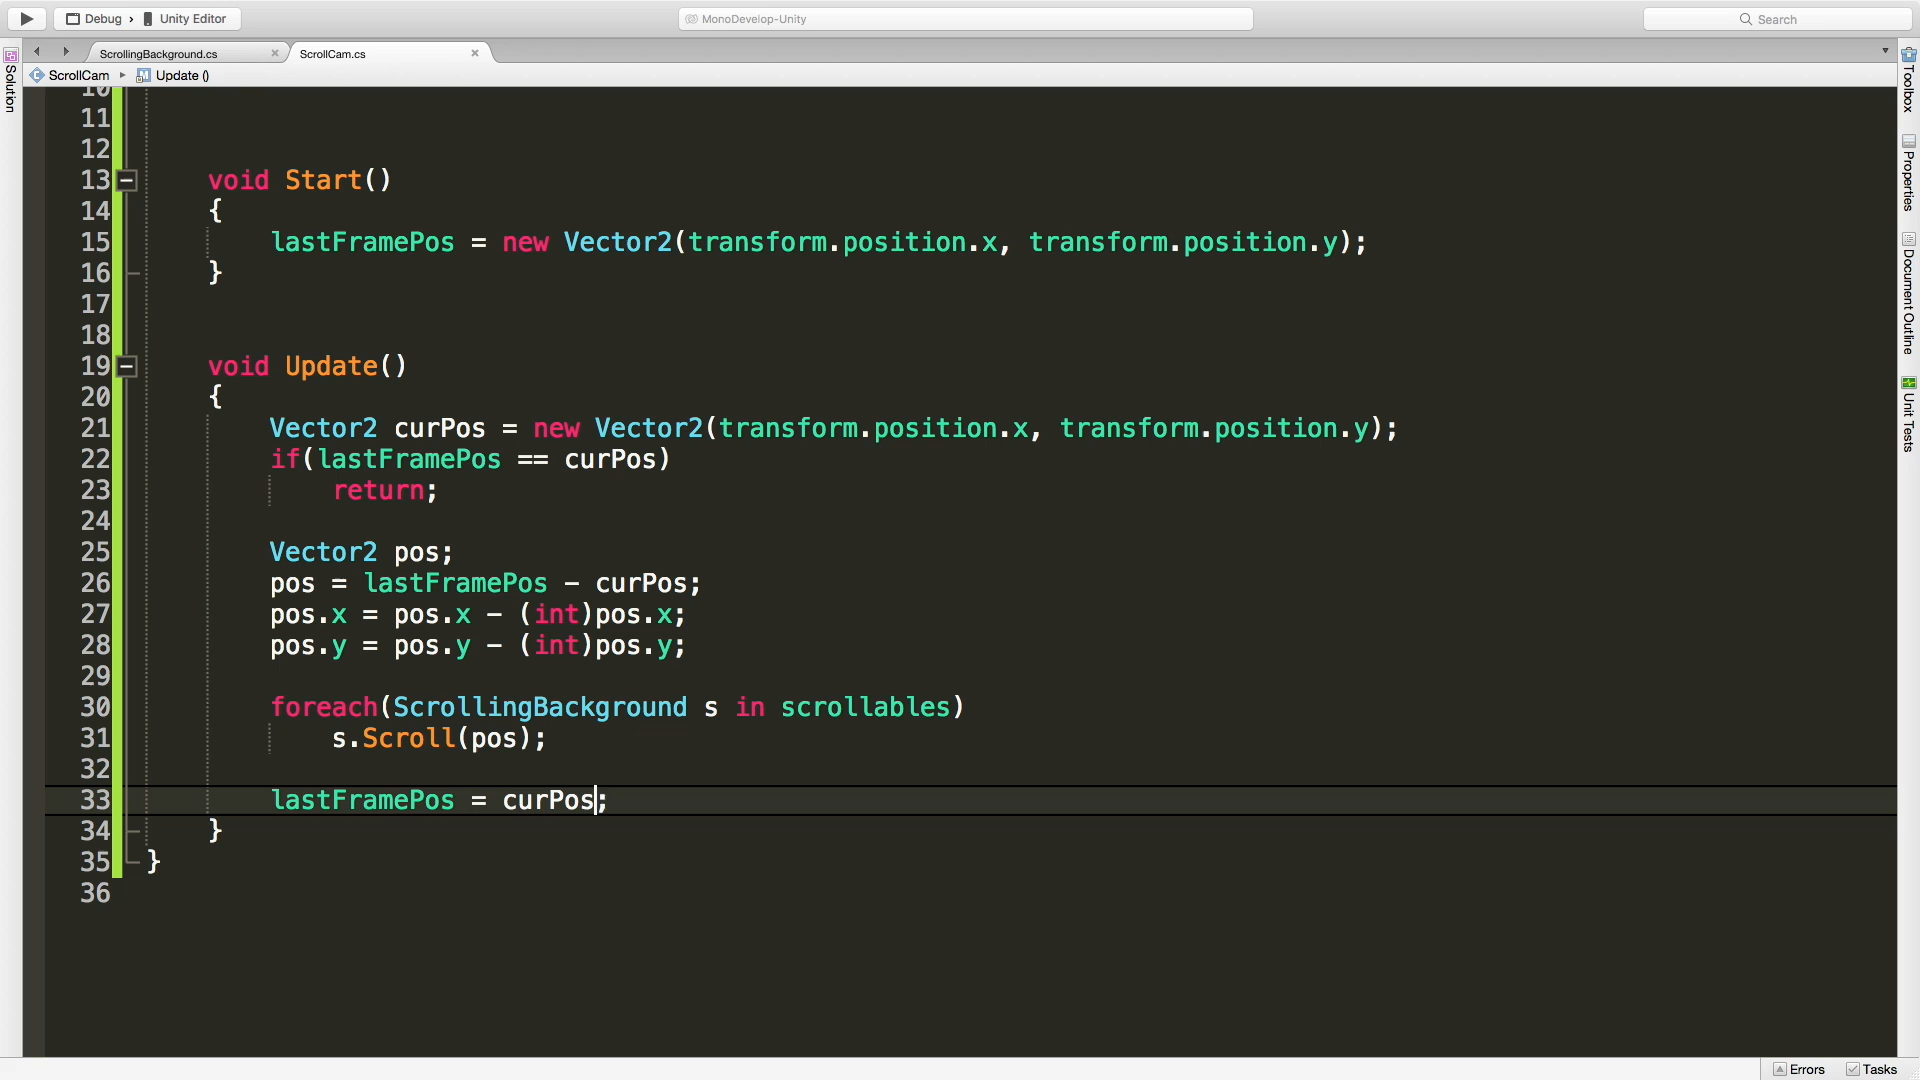 Debug › Unity Editor
MonoDevelop-Unity
Search
ScrollingBackground.cs ×
ScrollCam.cs ×
ScrollCam ▸ Update ()
Solution
Toolbox
Properties
Document Outline
Unit Tests
10
11
12
13 void Start()
14 {
15 lastFramePos = new Vector2(transform.position.x, transform.position.y);
16 }
17
18
19 void Update()
20 {
21 Vector2 curPos = new Vector2(transform.position.x, transform.position.y);
22 if(lastFramePos == curPos)
23 return;
24
25 Vector2 pos;
26 pos = lastFramePos - curPos;
27 pos.x = pos.x - (int)pos.x;
28 pos.y = pos.y - (int)pos.y;
29
30 foreach(ScrollingBackground s in scrollables)
31 s.Scroll(pos);
32
33 lastFramePos = curPos;
34 }
35 }
36
Errors
Tasks